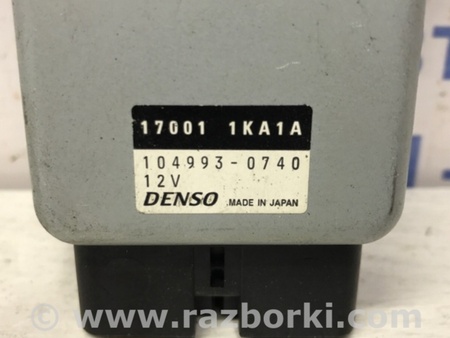 17001 1KA1A
104993-0740
12V
DENSO MADE IN JAPAN
© www.razborki.com